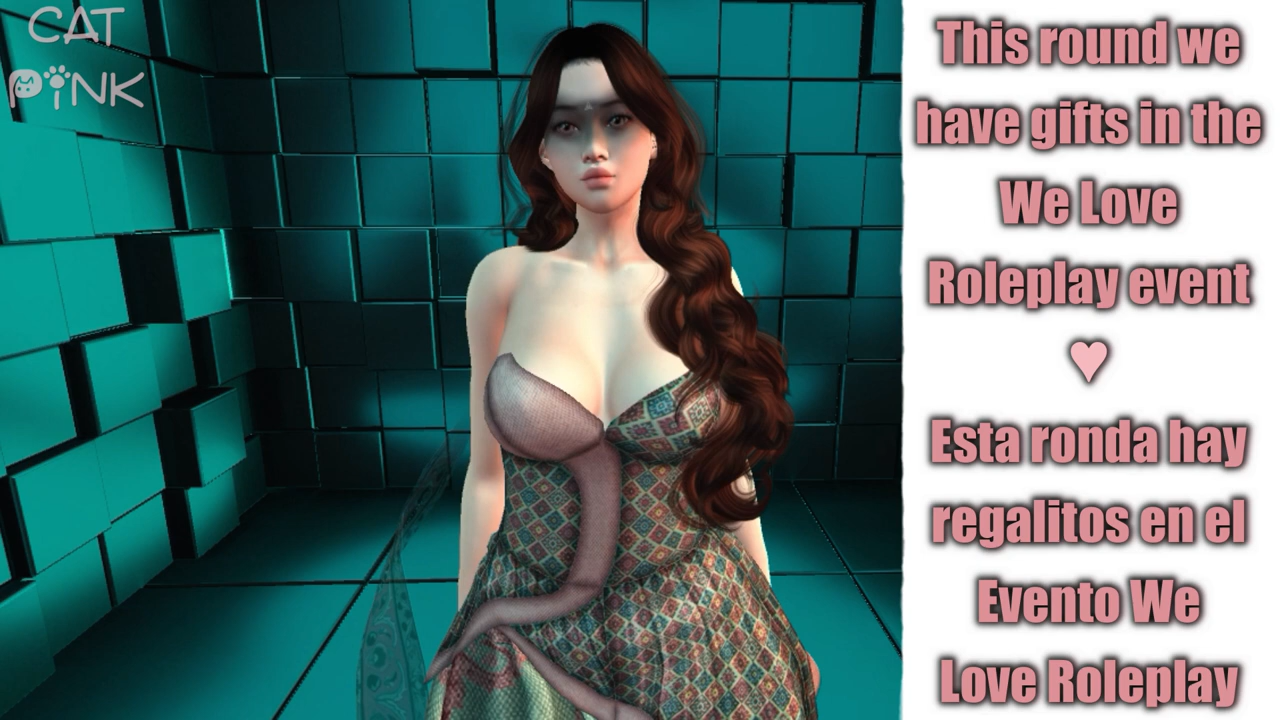 CAT
PINK
This round we
have gifts in the
We Love
Roleplay event
♥
Esta ronda hay
regalitos en el
Evento We
Love Roleplay